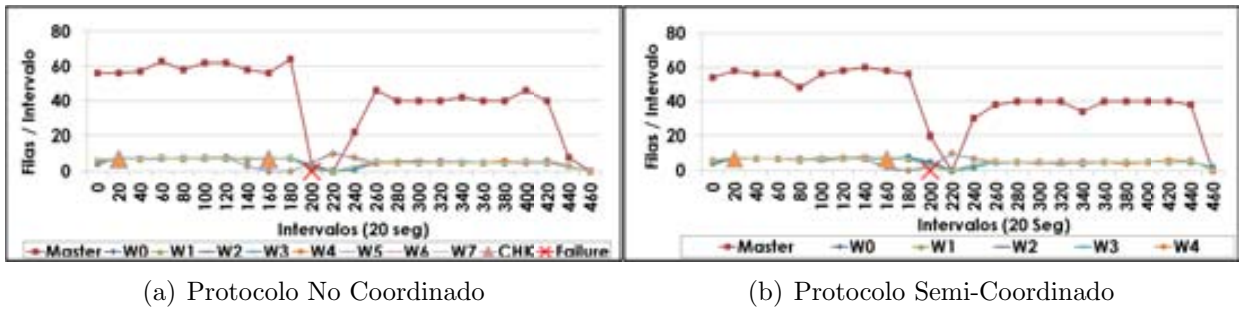 80
60
40
20
0
Filas / Intervalo
0 20 40 60 80 100 120 140 160 180 200 220 240 260 280 300 320 340 360 380 400 420 440 460
Intervalos (20 seg)
Master W0 W1 W2 W3 W4 W5 W6 W7 CHK Failure
(a) Protocolo No Coordinado
80
60
40
20
0
Filas / Intervalo
0 20 40 60 80 100 120 140 160 180 200 220 240 260 280 300 320 340 360 380 400 420 440 460
Intervalos (20 Seg)
Master W0 W1 W2 W3 W4
(b) Protocolo Semi-Coordinado